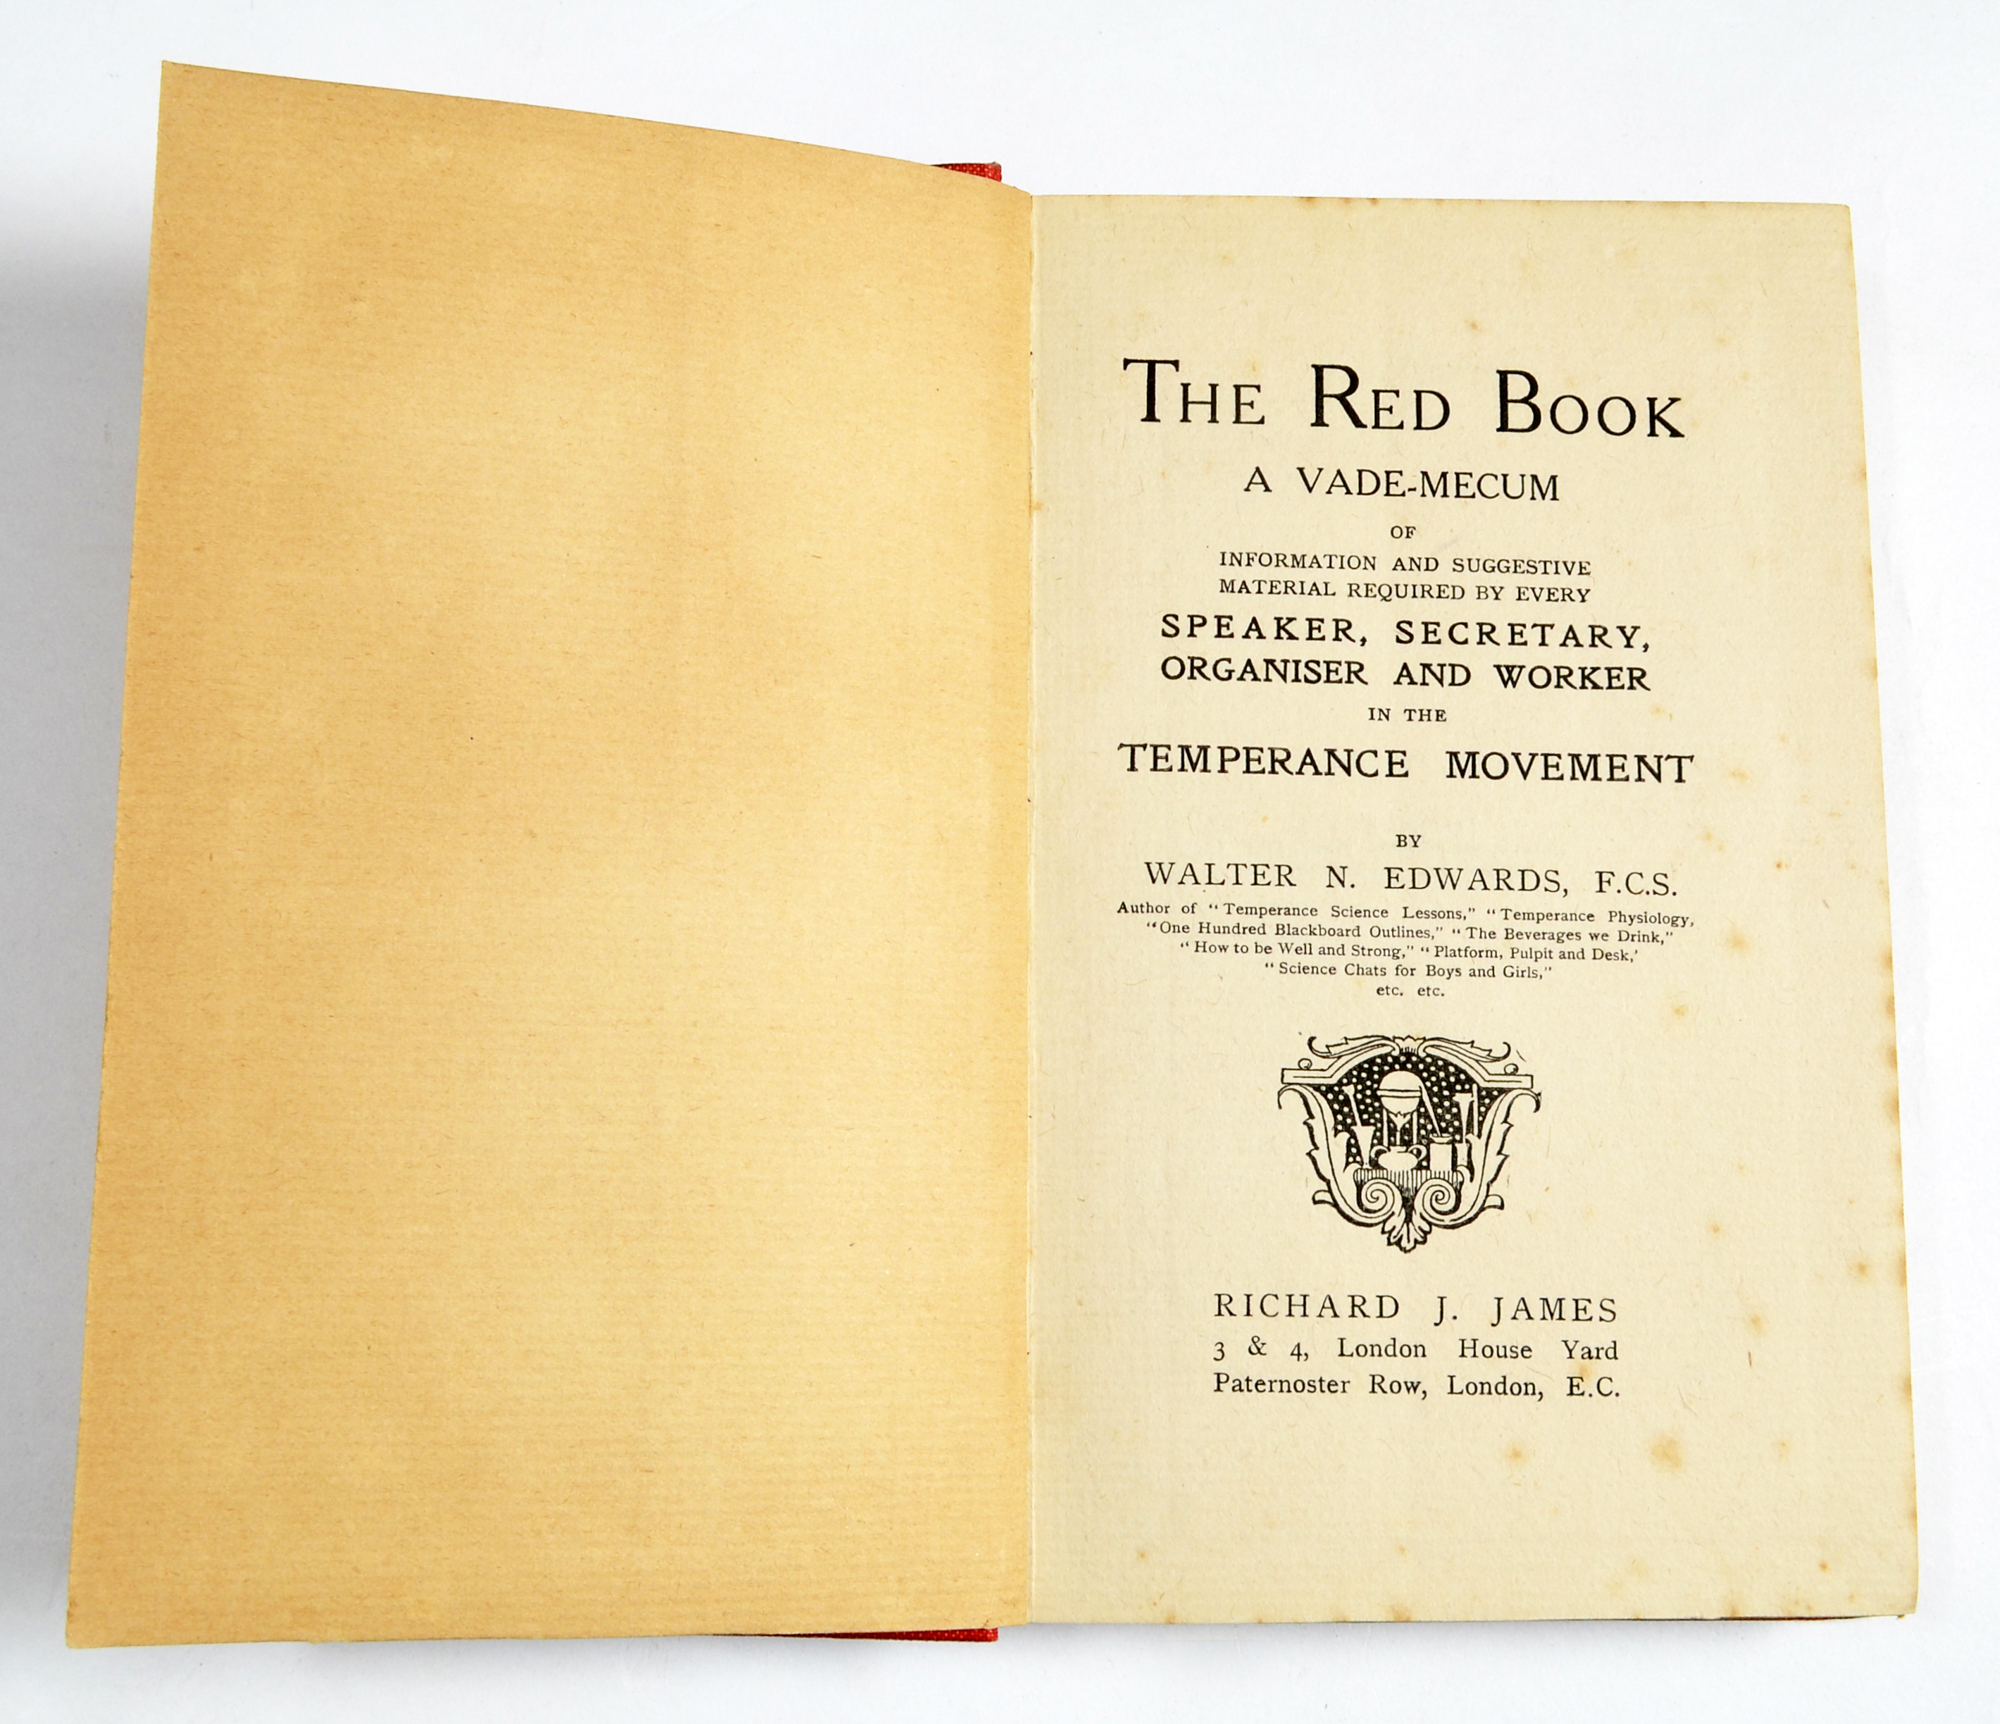 THE RED BOOK
A VADE-MECUM
OF
INFORMATION AND SUGGESTIVE
MATERIAL REQUIRED BY EVERY
SPEAKER, SECRETARY,
ORGANISER AND WORKER
IN THE
TEMPERANCE MOVEMENT
BY
WALTER N. EDWARDS, F.C.S.
Author of "Temperance Science Lessons," "Temperance Physiology,
"One Hundred Blackboard Outlines," "The Beverages we Drink,"
"How to be Well and Strong," "Platform, Pulpit and Desk,'
"Science Chats for Boys and Girls,"
etc. etc.
RICHARD J. JAMES
3 & 4, London House Yard
Paternoster Row, London, E.C.